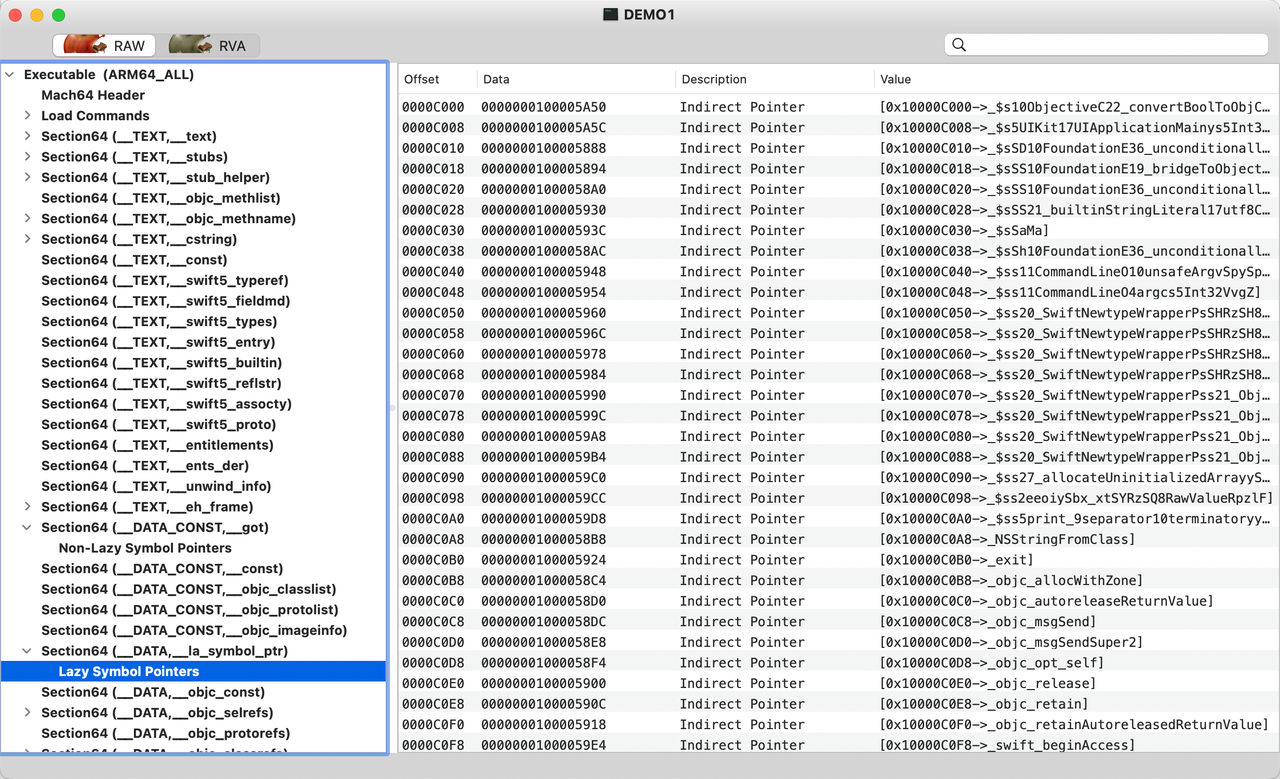 DEMO1
RAW
RVA
Executable (ARM64_ALL)
Mach64 Header
Load Commands
Section64 (__TEXT,__text)
Section64 (__TEXT,__stubs)
Section64 (__TEXT,__stub_helper)
Section64 (__TEXT,__objc_methlist)
Section64 (__TEXT,__objc_methname)
Section64 (__TEXT,__cstring)
Section64 (__TEXT,__const)
Section64 (__TEXT,__swift5_typeref)
Section64 (__TEXT,__swift5_fieldmd)
Section64 (__TEXT,__swift5_types)
Section64 (__TEXT,__swift5_entry)
Section64 (__TEXT,__swift5_builtin)
Section64 (__TEXT,__swift5_reflstr)
Section64 (__TEXT,__swift5_assocty)
Section64 (__TEXT,__swift5_proto)
Section64 (__TEXT,__entitlements)
Section64 (__TEXT,__ents_der)
Section64 (__TEXT,__unwind_info)
Section64 (__TEXT,__eh_frame)
Section64 (__DATA_CONST,__got)
Non-Lazy Symbol Pointers
Section64 (__DATA_CONST,__const)
Section64 (__DATA_CONST,__objc_classlist)
Section64 (__DATA_CONST,__objc_protolist)
Section64 (__DATA_CONST,__objc_imageinfo)
Section64 (__DATA,__la_symbol_ptr)
Lazy Symbol Pointers
Section64 (__DATA,__objc_const)
Section64 (__DATA,__objc_selrefs)
Section64 (__DATA,__objc_protorefs)
Section64 (__DATA,__objc_classrefs)
Offset Data Description Value
0000C000 0000000100005A50 Indirect Pointer [0x10000C000->_$s10ObjectiveC22_convertBoolToObjC…
0000C008 0000000100005A5C Indirect Pointer [0x10000C008->_$s5UIKit17UIApplicationMainys5Int3…
0000C010 0000000100005888 Indirect Pointer [0x10000C010->_$sSD10FoundationE36_unconditionall…
0000C018 0000000100005894 Indirect Pointer [0x10000C018->_$sSS10FoundationE19_bridgeToObject…
0000C020 00000001000058A0 Indirect Pointer [0x10000C020->_$sSS10FoundationE36_unconditionall…
0000C028 0000000100005930 Indirect Pointer [0x10000C028->_$sSS21_builtinStringLiteral17utf8C…
0000C030 000000010000593C Indirect Pointer [0x10000C030->_$sSaMa]
0000C038 00000001000058AC Indirect Pointer [0x10000C038->_$sSh10FoundationE36_unconditionall…
0000C040 0000000100005948 Indirect Pointer [0x10000C040->_$ss11CommandLineO10unsafeArgvSpySp…
0000C048 0000000100005954 Indirect Pointer [0x10000C048->_$ss11CommandLineO4argcs5Int32VvgZ]
0000C050 0000000100005960 Indirect Pointer [0x10000C050->_$ss20_SwiftNewtypeWrapperPsSHRzSH8…
0000C058 000000010000596C Indirect Pointer [0x10000C058->_$ss20_SwiftNewtypeWrapperPsSHRzSH8…
0000C060 0000000100005978 Indirect Pointer [0x10000C060->_$ss20_SwiftNewtypeWrapperPsSHRzSH8…
0000C068 0000000100005984 Indirect Pointer [0x10000C068->_$ss20_SwiftNewtypeWrapperPsSHRzSH8…
0000C070 0000000100005990 Indirect Pointer [0x10000C070->_$ss20_SwiftNewtypeWrapperPss21_Obj…
0000C078 000000010000599C Indirect Pointer [0x10000C078->_$ss20_SwiftNewtypeWrapperPss21_Obj…
0000C080 00000001000059A8 Indirect Pointer [0x10000C080->_$ss20_SwiftNewtypeWrapperPss21_Obj…
0000C088 00000001000059B4 Indirect Pointer [0x10000C088->_$ss20_SwiftNewtypeWrapperPss21_Obj…
0000C090 00000001000059C0 Indirect Pointer [0x10000C090->_$ss27_allocateUninitializedArrayyS…
0000C098 00000001000059CC Indirect Pointer [0x10000C098->_$ss2eeoiySbx_xtSYRzSQ8RawValueRpzlF]
0000C0A0 00000001000059D8 Indirect Pointer [0x10000C0A0->_$ss5print_9separator10terminatoryy…
0000C0A8 00000001000058B8 Indirect Pointer [0x10000C0A8->_NSStringFromClass]
0000C0B0 0000000100005924 Indirect Pointer [0x10000C0B0->_exit]
0000C0B8 00000001000058C4 Indirect Pointer [0x10000C0B8->_objc_allocWithZone]
0000C0C0 00000001000058D0 Indirect Pointer [0x10000C0C0->_objc_autoreleaseReturnValue]
0000C0C8 00000001000058DC Indirect Pointer [0x10000C0C8->_objc_msgSend]
0000C0D0 00000001000058E8 Indirect Pointer [0x10000C0D0->_objc_msgSendSuper2]
0000C0D8 00000001000058F4 Indirect Pointer [0x10000C0D8->_objc_opt_self]
0000C0E0 0000000100005900 Indirect Pointer [0x10000C0E0->_objc_release]
0000C0E8 000000010000590C Indirect Pointer [0x10000C0E8->_objc_retain]
0000C0F0 0000000100005918 Indirect Pointer [0x10000C0F0->_objc_retainAutoreleasedReturnValue]
0000C0F8 00000001000059E4 Indirect Pointer [0x10000C0F8->_swift_beginAccess]